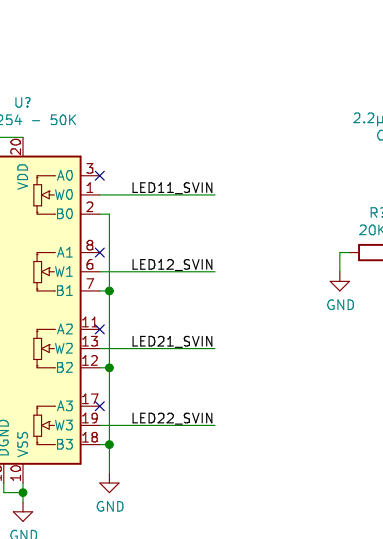 U?
254 – 50K
2.2µ
20
VDD
A0
3
W0
1
LED11_SVIN
B0
2
R?
20K
A1
8
W1
6
LED12_SVIN
B1
7
GND
A2
11
W2
13
LED21_SVIN
B2
12
A3
17
W3
19
LED22_SVIN
B3
18
DGND
VSS
10
GND
GND